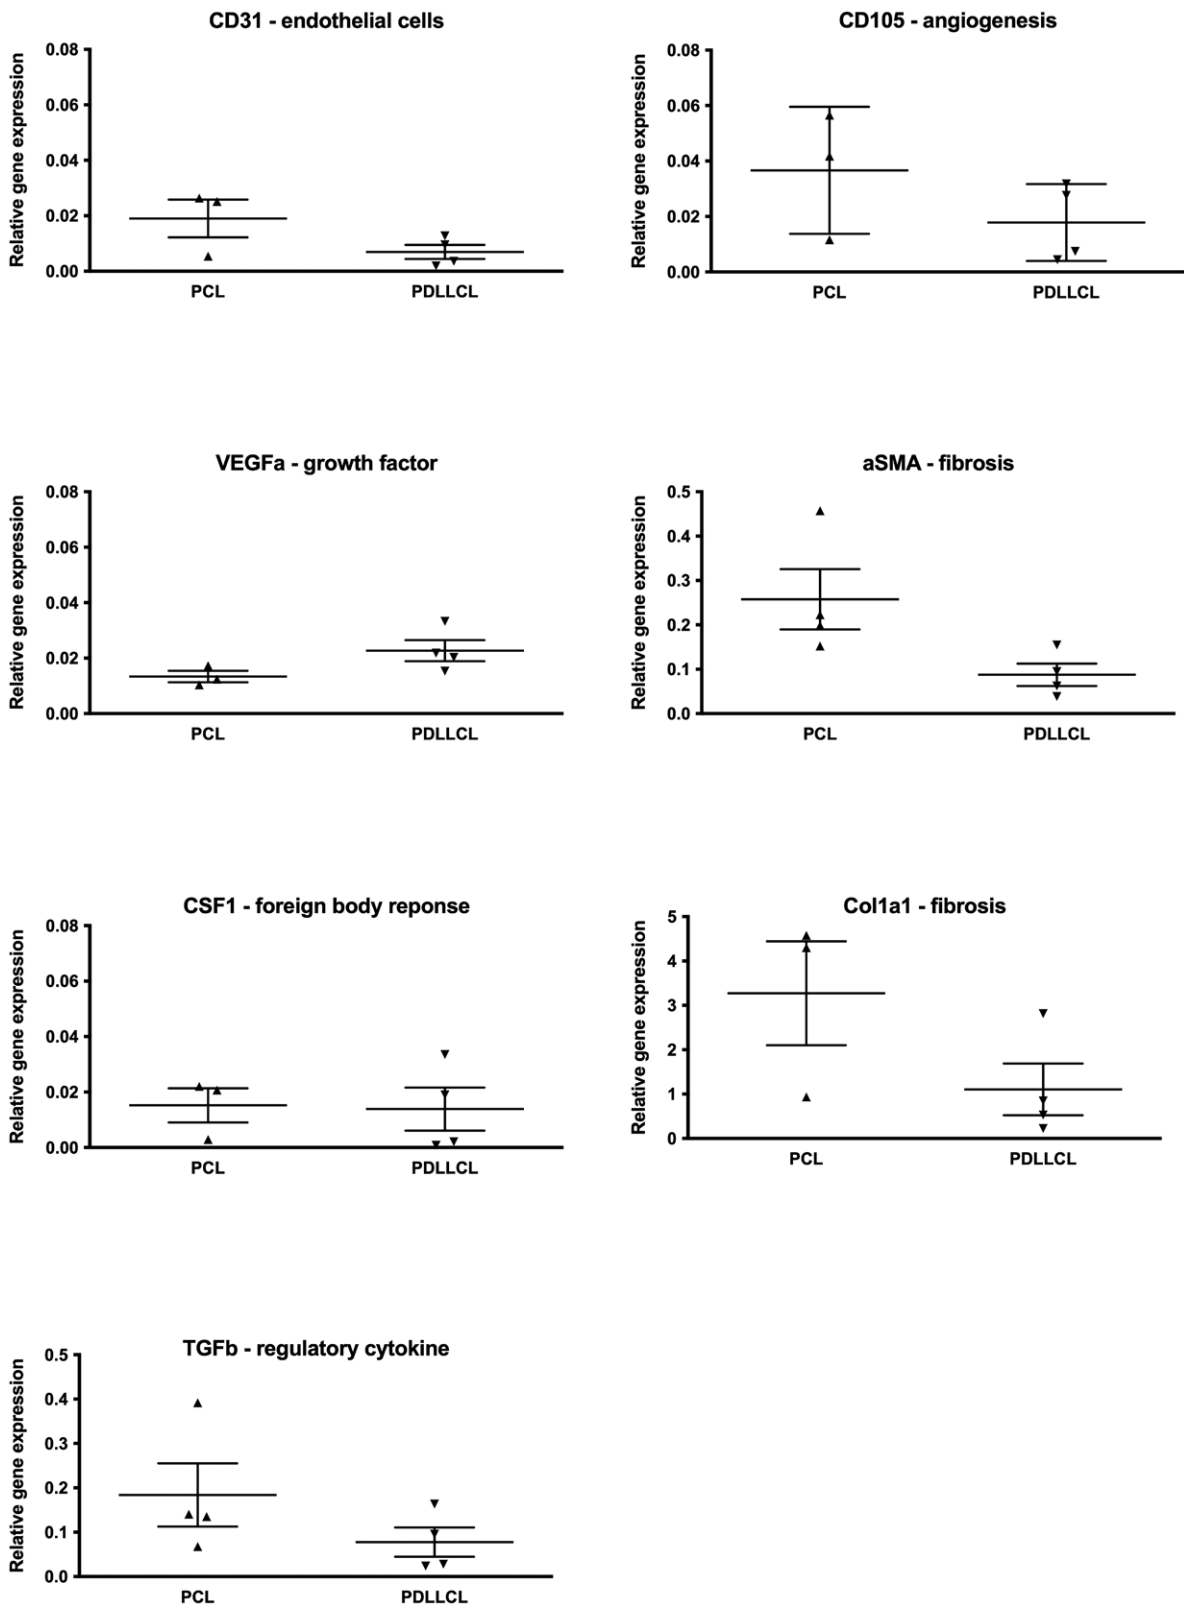 CD31 - endothelial cells
Relative gene expression
0.08
0.06
0.04
0.02
0.00
PCL
PDLLCL
CD105 - angiogenesis
Relative gene expression
0.08
0.06
0.04
0.02
0.00
PCL
PDLLCL
VEGFa - growth factor
Relative gene expression
0.08
0.06
0.04
0.02
0.00
PCL
PDLLCL
aSMA - fibrosis
Relative gene expression
0.5
0.4
0.3
0.2
0.1
0.0
PCL
PDLLCL
CSF1 - foreign body reponse
Relative gene expression
0.08
0.06
0.04
0.02
0.00
PCL
PDLLCL
Col1a1 - fibrosis
Relative gene expression
5
4
3
2
1
0
PCL
PDLLCL
TGFb - regulatory cytokine
Relative gene expression
0.5
0.4
0.3
0.2
0.1
0.0
PCL
PDLLCL